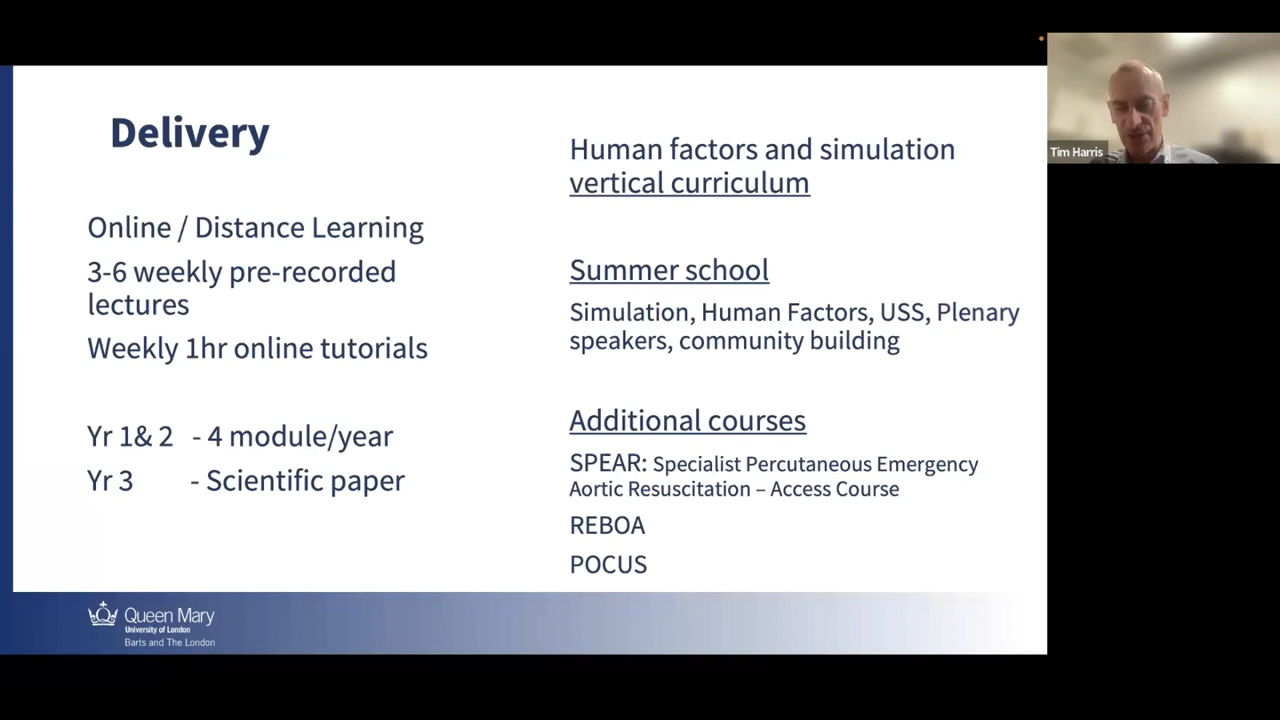 Delivery
Online / Distance Learning
3-6 weekly pre-recorded
lectures
Weekly 1hr online tutorials
Yr 1& 2 - 4 module/year
Yr 3 - Scientific paper
Human factors and simulation
vertical curriculum
Summer school
Simulation, Human Factors, USS, Plenary
speakers, community building
Additional courses
SPEAR: Specialist Percutaneous Emergency
Aortic Resuscitation – Access Course
REBOA
POCUS
Queen Mary
University of London
Barts and The London
Tim Harris